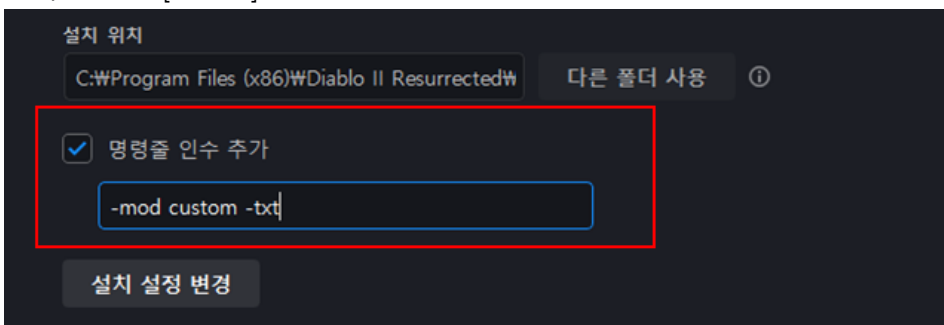 설치 위치
C:₩Program Files (x86)₩Diablo II Resurrected₩ 다른 폴더 사용
명령줄 인수 추가
-mod custom -txt
설치 설정 변경